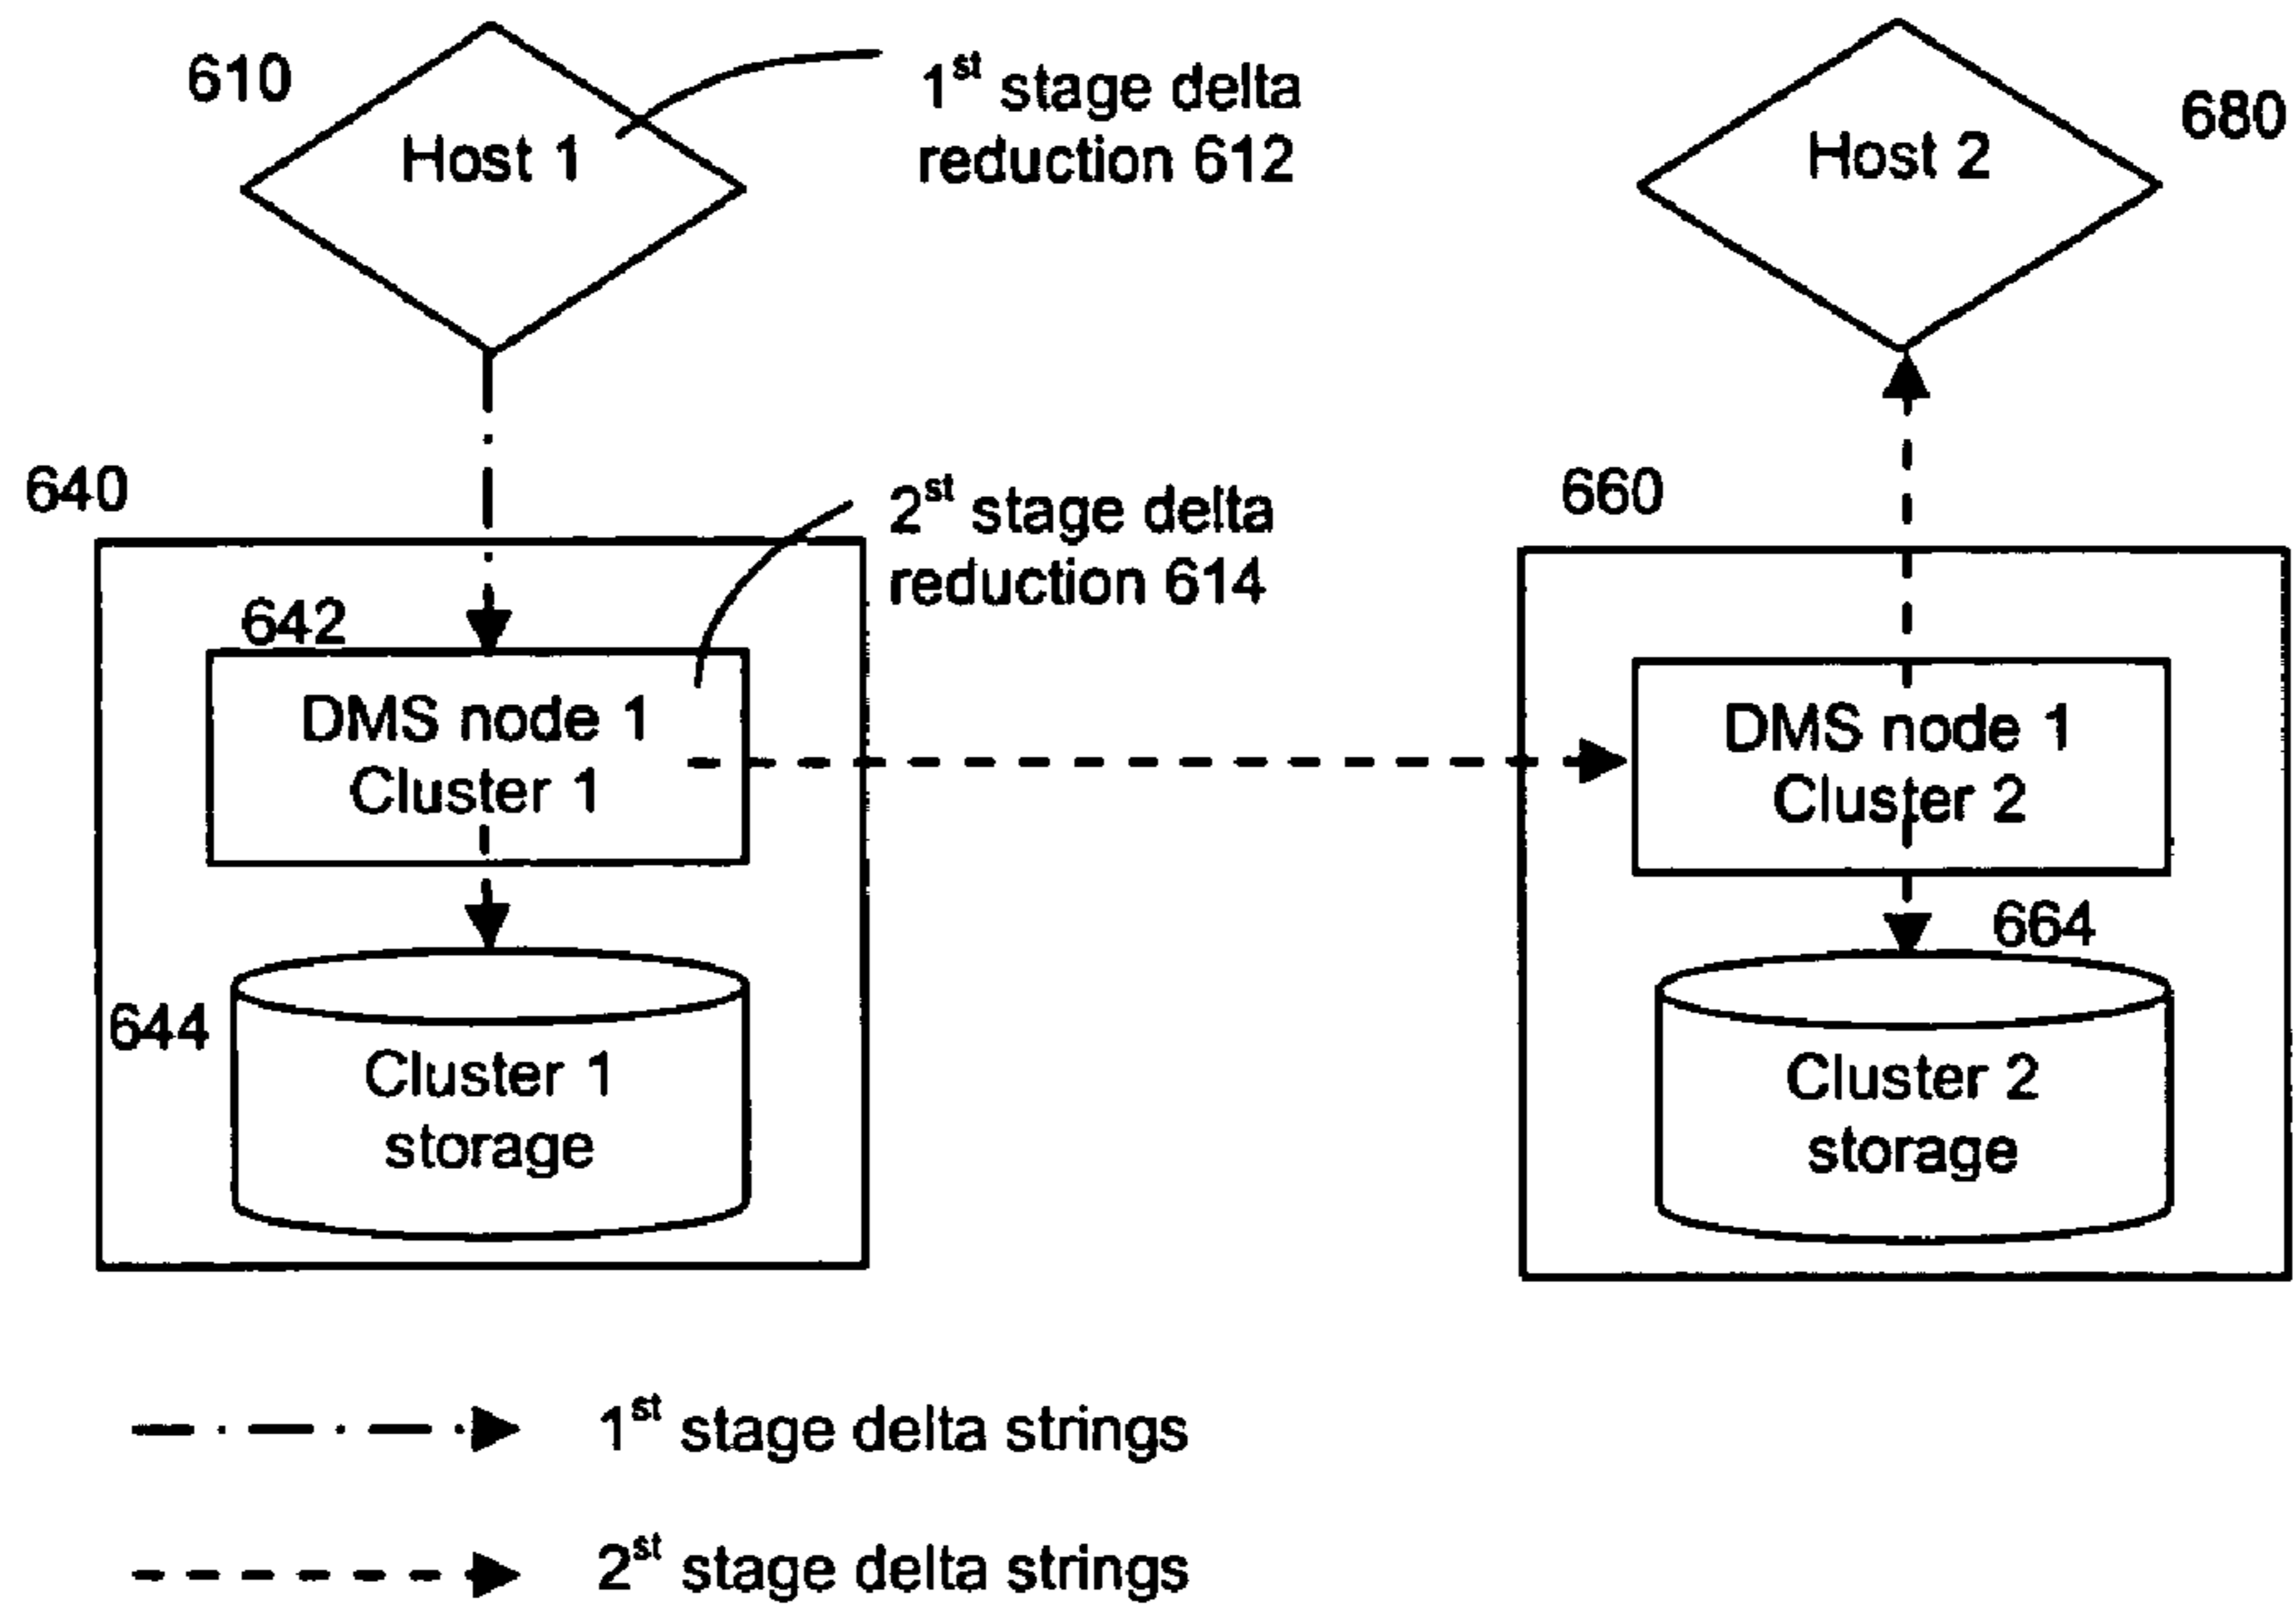 610
Host 1
1st stage delta
reduction 612
Host 2
680
640
2st stage delta
reduction 614
660
642
DMS node 1
Cluster 1
DMS node 1
Cluster 2
644
Cluster 1
storage
664
Cluster 2
storage
1st stage delta strings
2st stage delta strings